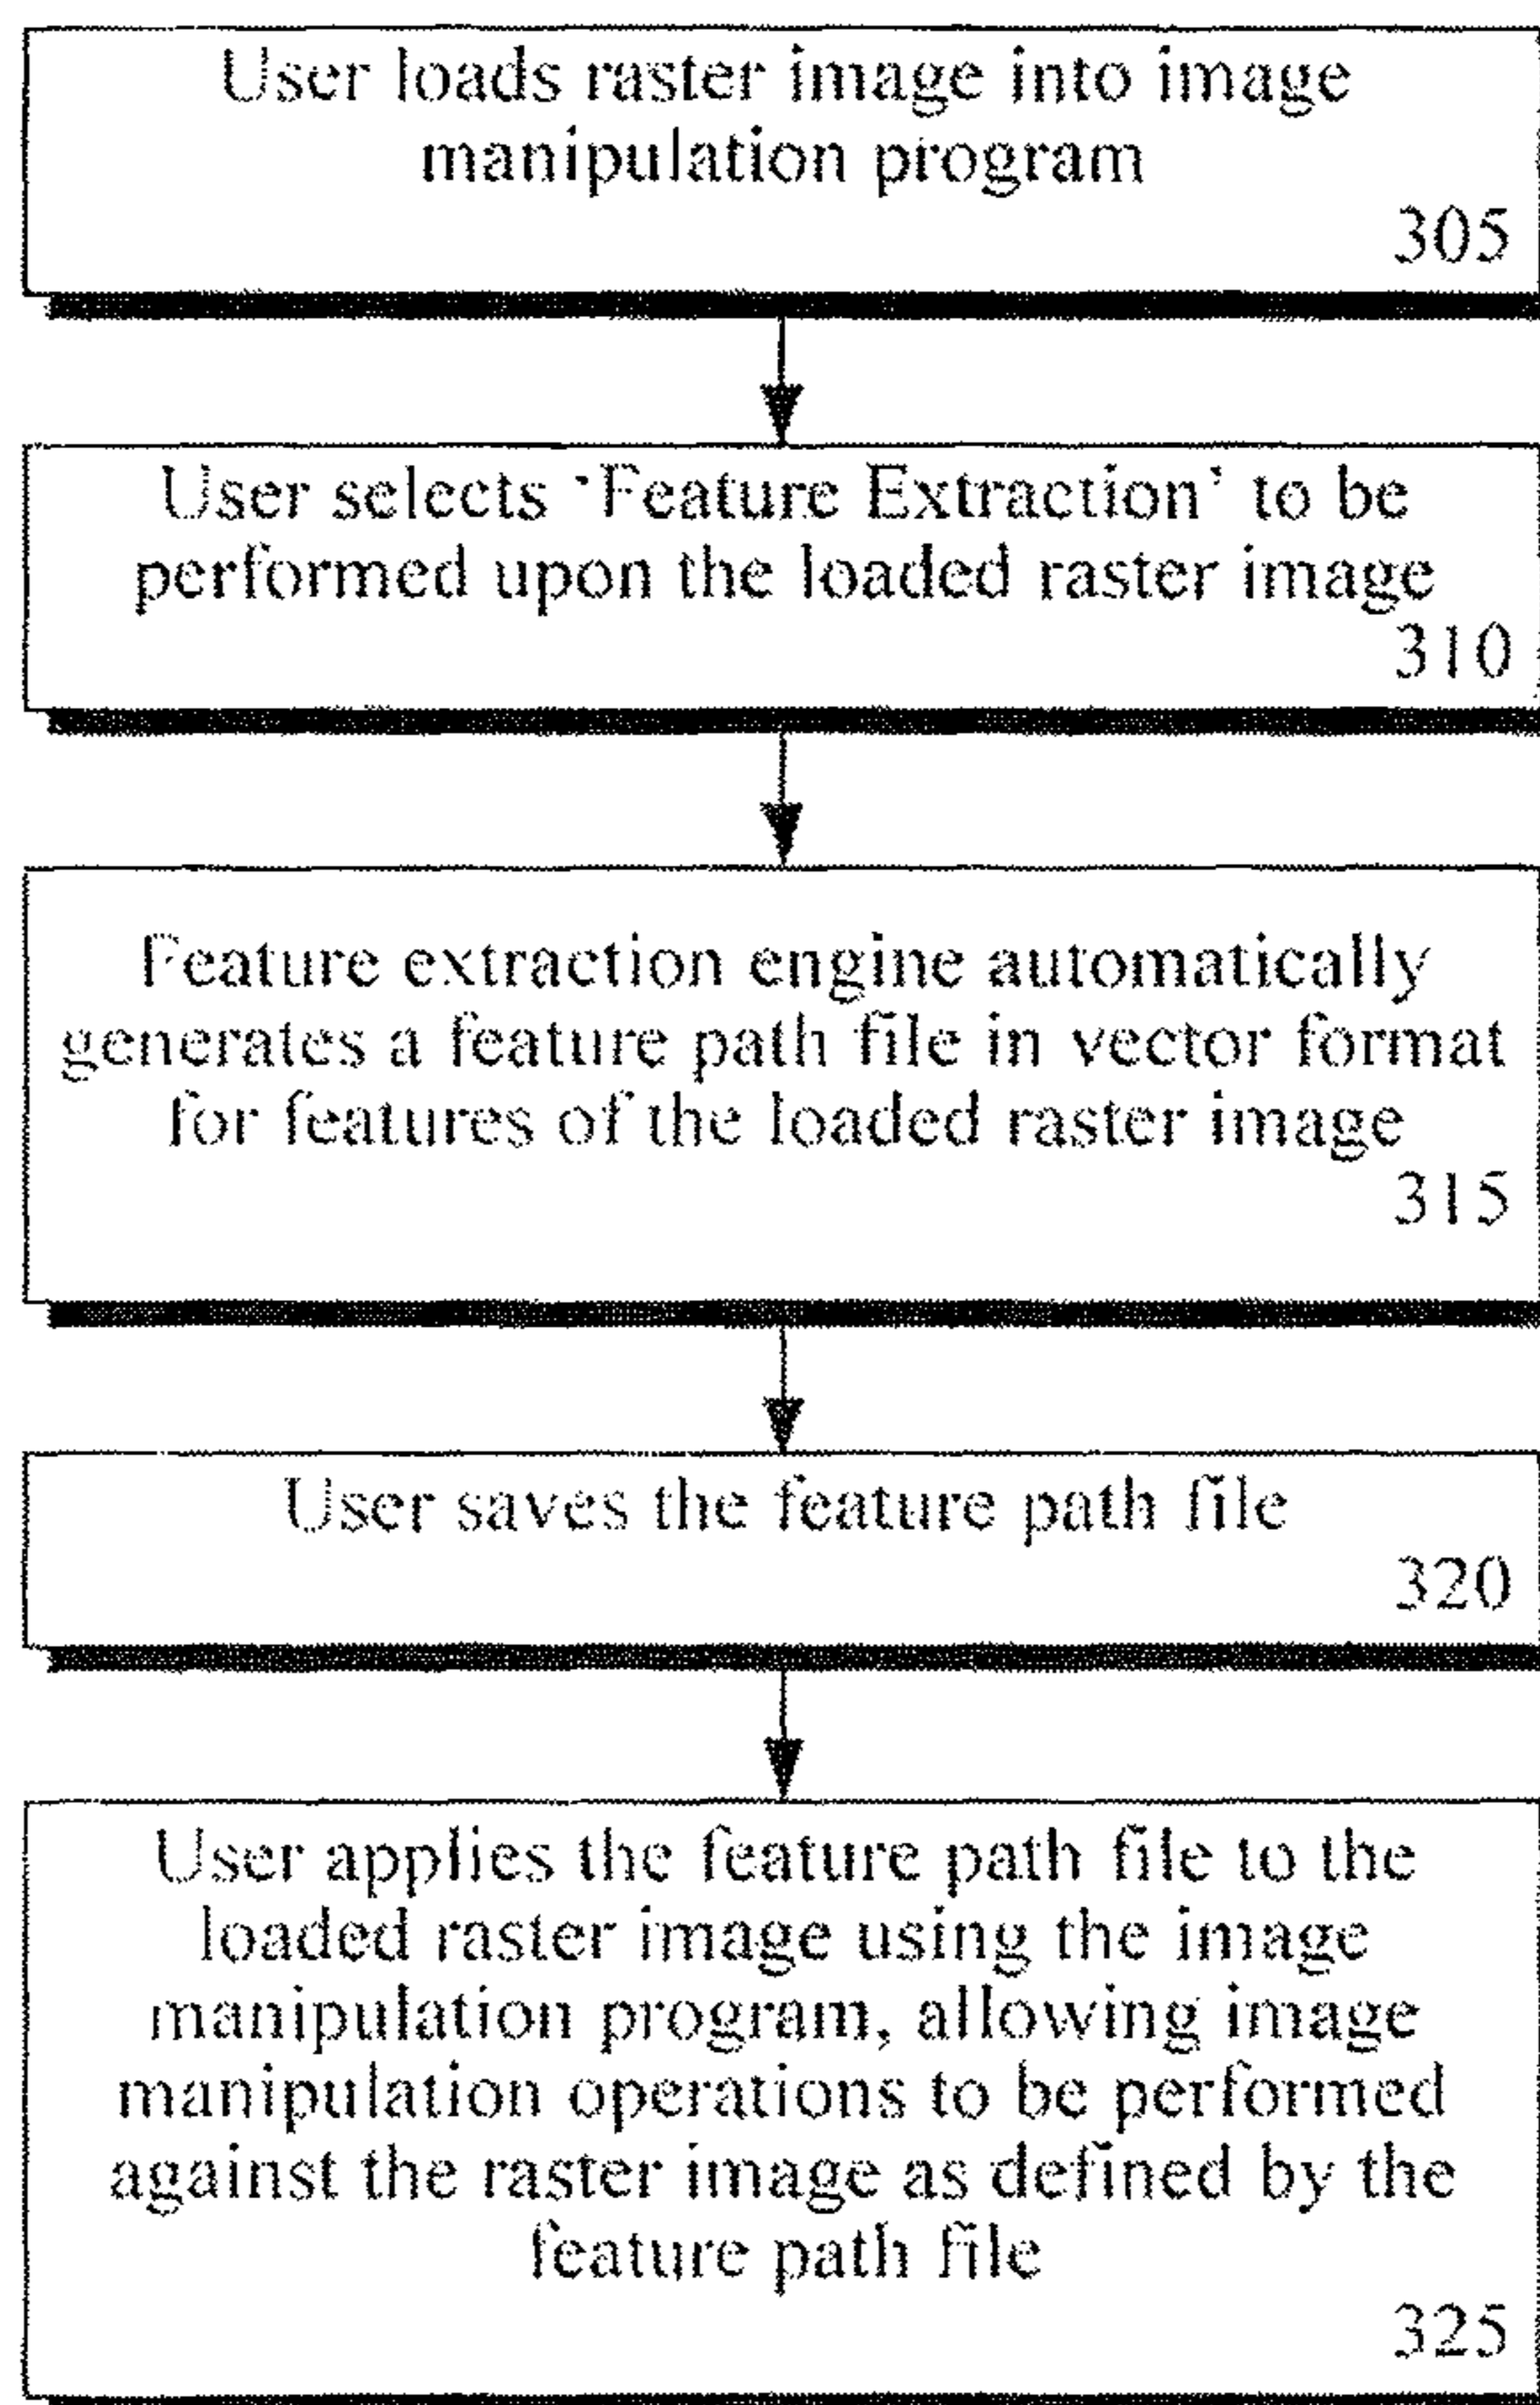 User loads raster image into image
manipulation program
305
User selects 'Feature Extraction' to be
performed upon the loaded raster image
310
Feature extraction engine automatically
generates a feature path file in vector format
for features of the loaded raster image
315
User saves the feature path file
320
User applies the feature path file to the
loaded raster image using the image
manipulation program, allowing image
manipulation operations to be performed
against the raster image as defined by the
feature path file
325